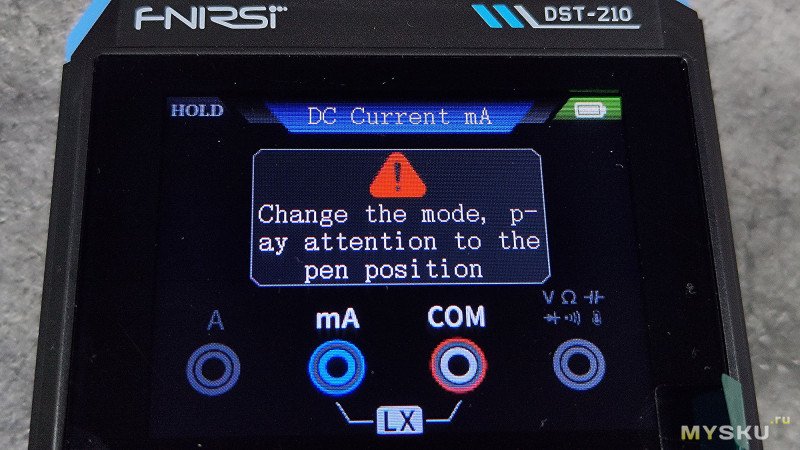 FNIRSI
DST-210
HOLD
DC Current mA
!
Change the mode, p-
ay attention to the
pen position
A
mA
COM
V Ω
LX
MYSKU.ru